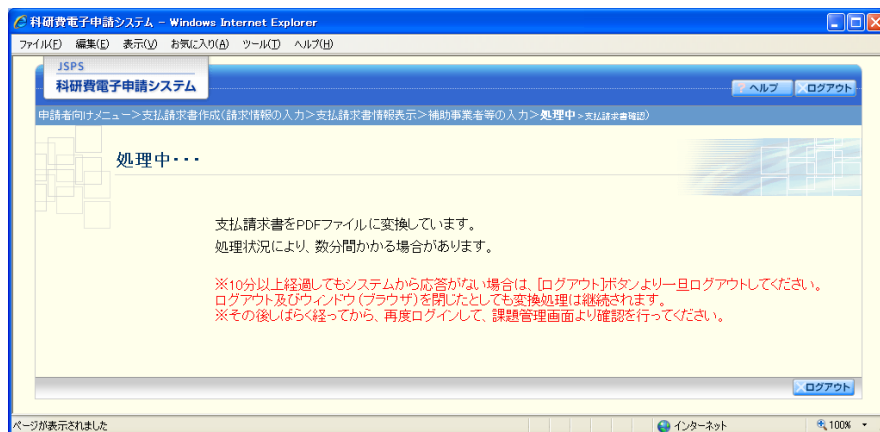 科研費電子申請システム - Windows Internet Explorer
ファイル(F) 編集(E) 表示(V) お気に入り(A) ツール(T) ヘルプ(H)
JSPS
科研費電子申請システム
ヘルプ ログアウト
申請者向けメニュー>支払請求書作成(請求情報の入力>支払請求書情報表示>補助事業者等の入力>処理中>支払請求書確認)
処理中・・・
支払請求書をPDFファイルに変換しています。
処理状況により、数分間かかる場合があります。
※10分以上経過してもシステムから応答がない場合は、[ログアウト]ボタンより一旦ログアウトしてください。
ログアウト及びウィンドウ(ブラウザ)を閉じたとしても変換処理は継続されます。
※その後しばらく経ってから、再度ログインして、課題管理画面より確認を行ってください。
ログアウト
ページが表示されました インターネット 100%